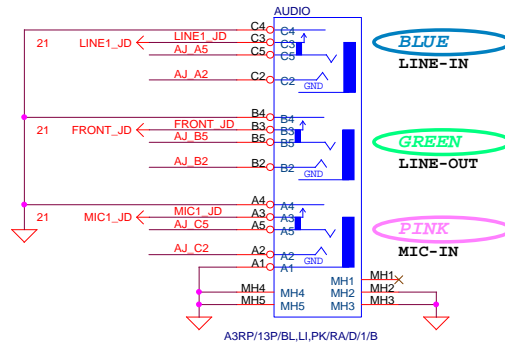 AUDIO
C4 C4
21 LINE1_JD LINE1_JD C3 C3
AJ_A5 C5 C5
BLUE
LINE-IN
AJ_A2 C2 C2
GND
B4 B4
21 FRONT_JD FRONT_JD B3 B3
AJ_B5 B5 B5
GREEN
LINE-OUT
AJ_B2 B2 B2
GND
A4 A4
21 MIC1_JD MIC1_JD A3 A3
AJ_C5 A5 A5
PINK
MIC-IN
AJ_C2 A2 A2
GND
A1 A1
MH1 MH1
MH4 MH4 MH2 MH2
MH5 MH5 MH3 MH3
A3RP/13P/BL,LI,PK/RA/D/1/B